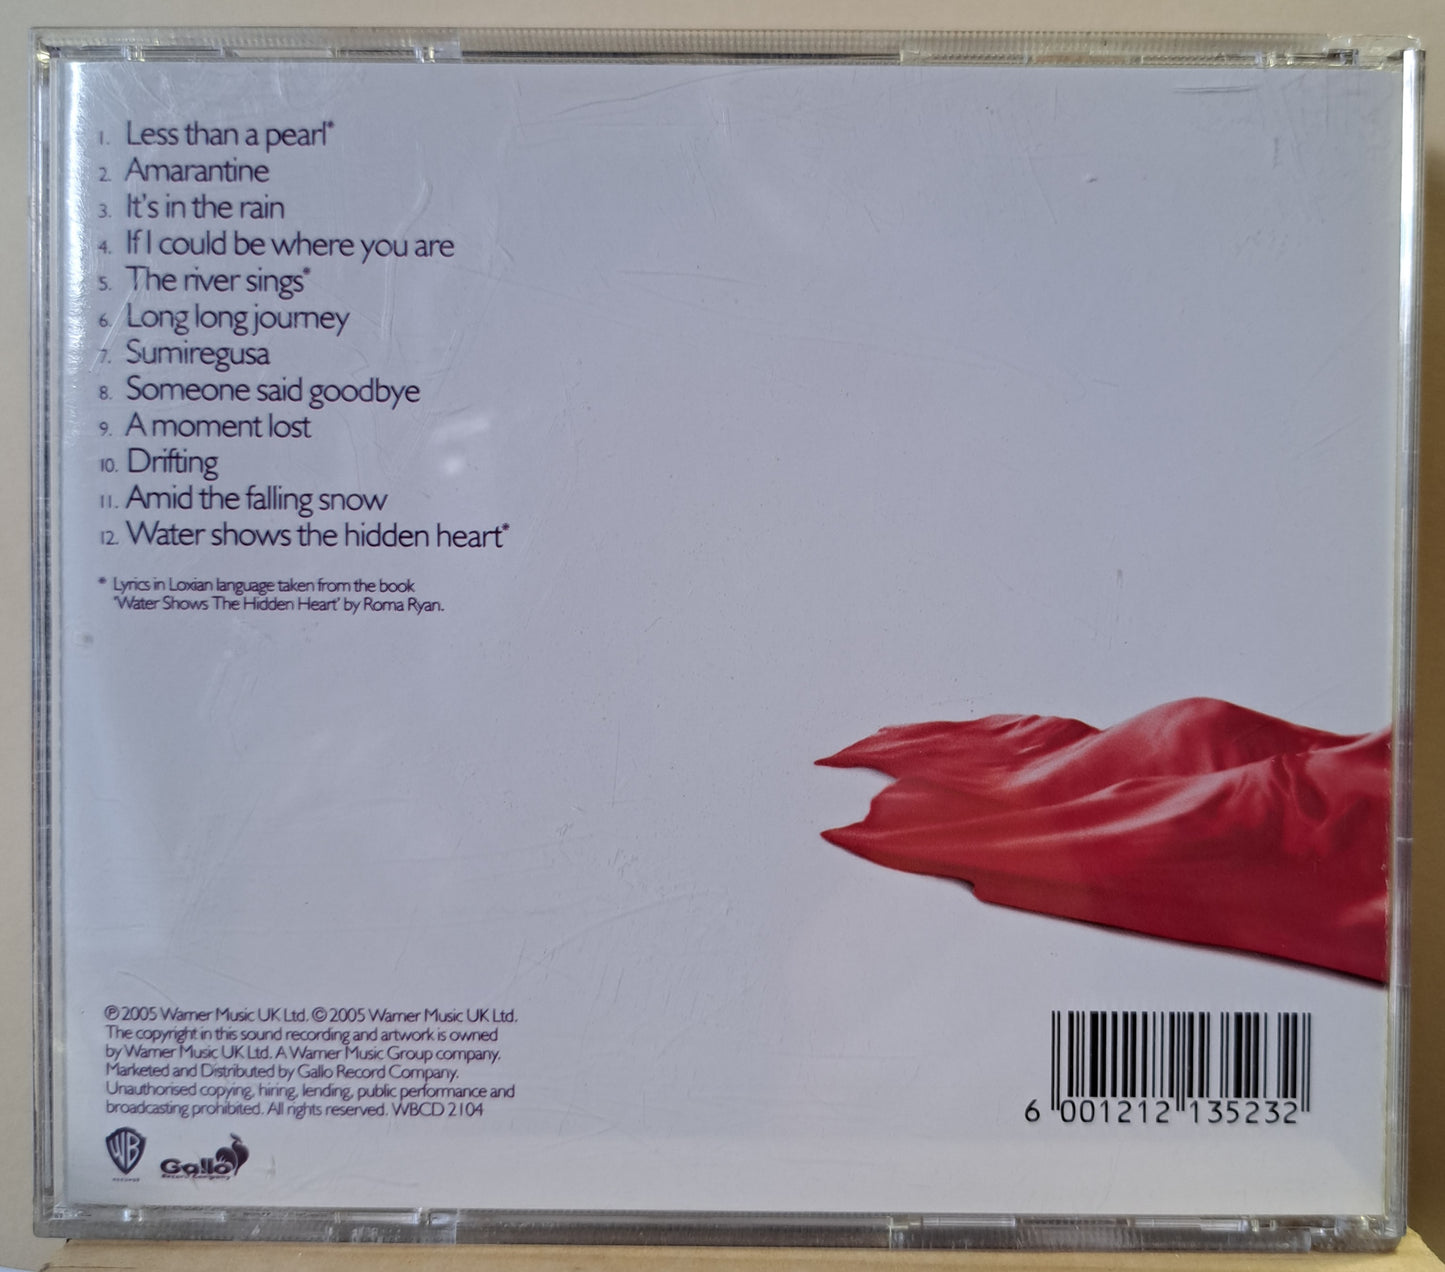 1. Less than a pearl*
2. Amarantine
3. It's in the rain
4. If I could be where you are
5. The river sings*
6. Long long journey
7. Sumiregusa
8. Someone said goodbye
9. A moment lost
10. Drifting
11. Amid the falling snow
12. Water shows the hidden heart*
* Lyrics in Loxian language taken from the book
'Water Shows The Hidden Heart' by Roma Ryan.
℗ 2005 Warner Music UK Ltd. © 2005 Warner Music UK Ltd.
The copyright in this sound recording and artwork is owned
by Warner Music UK Ltd. A Warner Music Group company.
Marketed and Distributed by Gallo Record Company.
Unauthorised copying, hiring, lending, public performance and
broadcasting prohibited. All rights reserved. WBCD 2104
6 001212 135232
WB
RECORDS
Gallo
Record Company